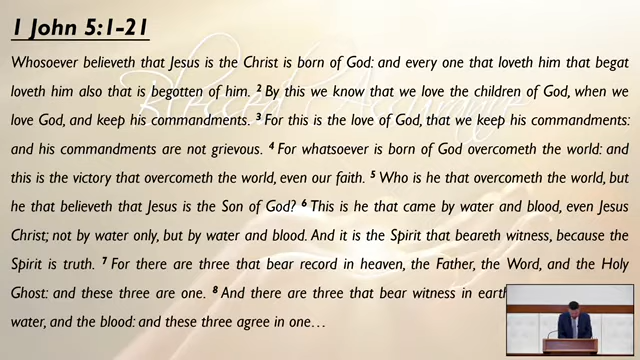 1 John 5:1-21
Blessed Assurance
Whosoever believeth that Jesus is the Christ is born of God: and every one that loveth him that begat
loveth him also that is begotten of him. ² By this we know that we love the children of God, when we
love God, and keep his commandments. ³ For this is the love of God, that we keep his commandments:
and his commandments are not grievous. ⁴ For whatsoever is born of God overcometh the world: and
this is the victory that overcometh the world, even our faith. ⁵ Who is he that overcometh the world, but
he that believeth that Jesus is the Son of God? ⁶ This is he that came by water and blood, even Jesus
Christ; not by water only, but by water and blood. And it is the Spirit that beareth witness, because the
Spirit is truth. ⁷ For there are three that bear record in heaven, the Father, the Word, and the Holy
Ghost: and these three are one. ⁸ And there are three that bear witness in earth
water, and the blood: and these three agree in one…